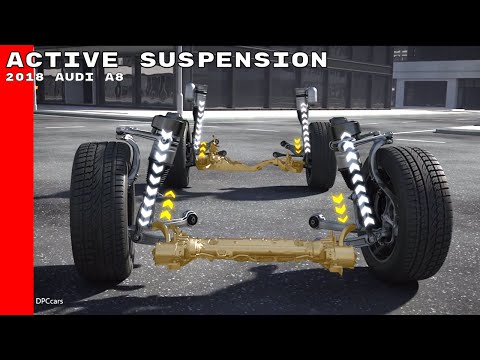 ACTIVE SUSPENSION
2018 AUDI A8
DPCcars